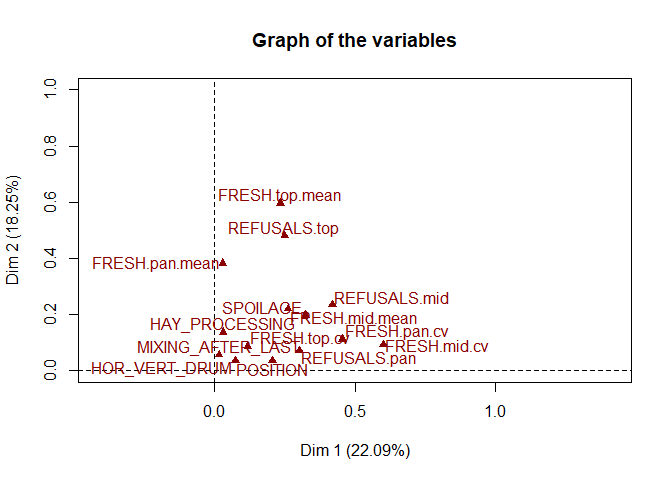 Graph of the variables
Dim 2 (18.25%)
1.0
0.8
0.6
0.4
0.2
0.0
FRESH.top.mean
REFUSALS.top
FRESH.pan.mean
REFUSALS.mid
SPOILAGE
FRESH.mid.mean
HAY_PROCESSING
FRESH.pan.cv
FRESH.top.cv
MIXING_AFTER_LAST
FRESH.mid.cv
REFUSALS.pan
HOR_VERT_DRUM
POSITION
0.0 0.5 1.0
Dim 1 (22.09%)